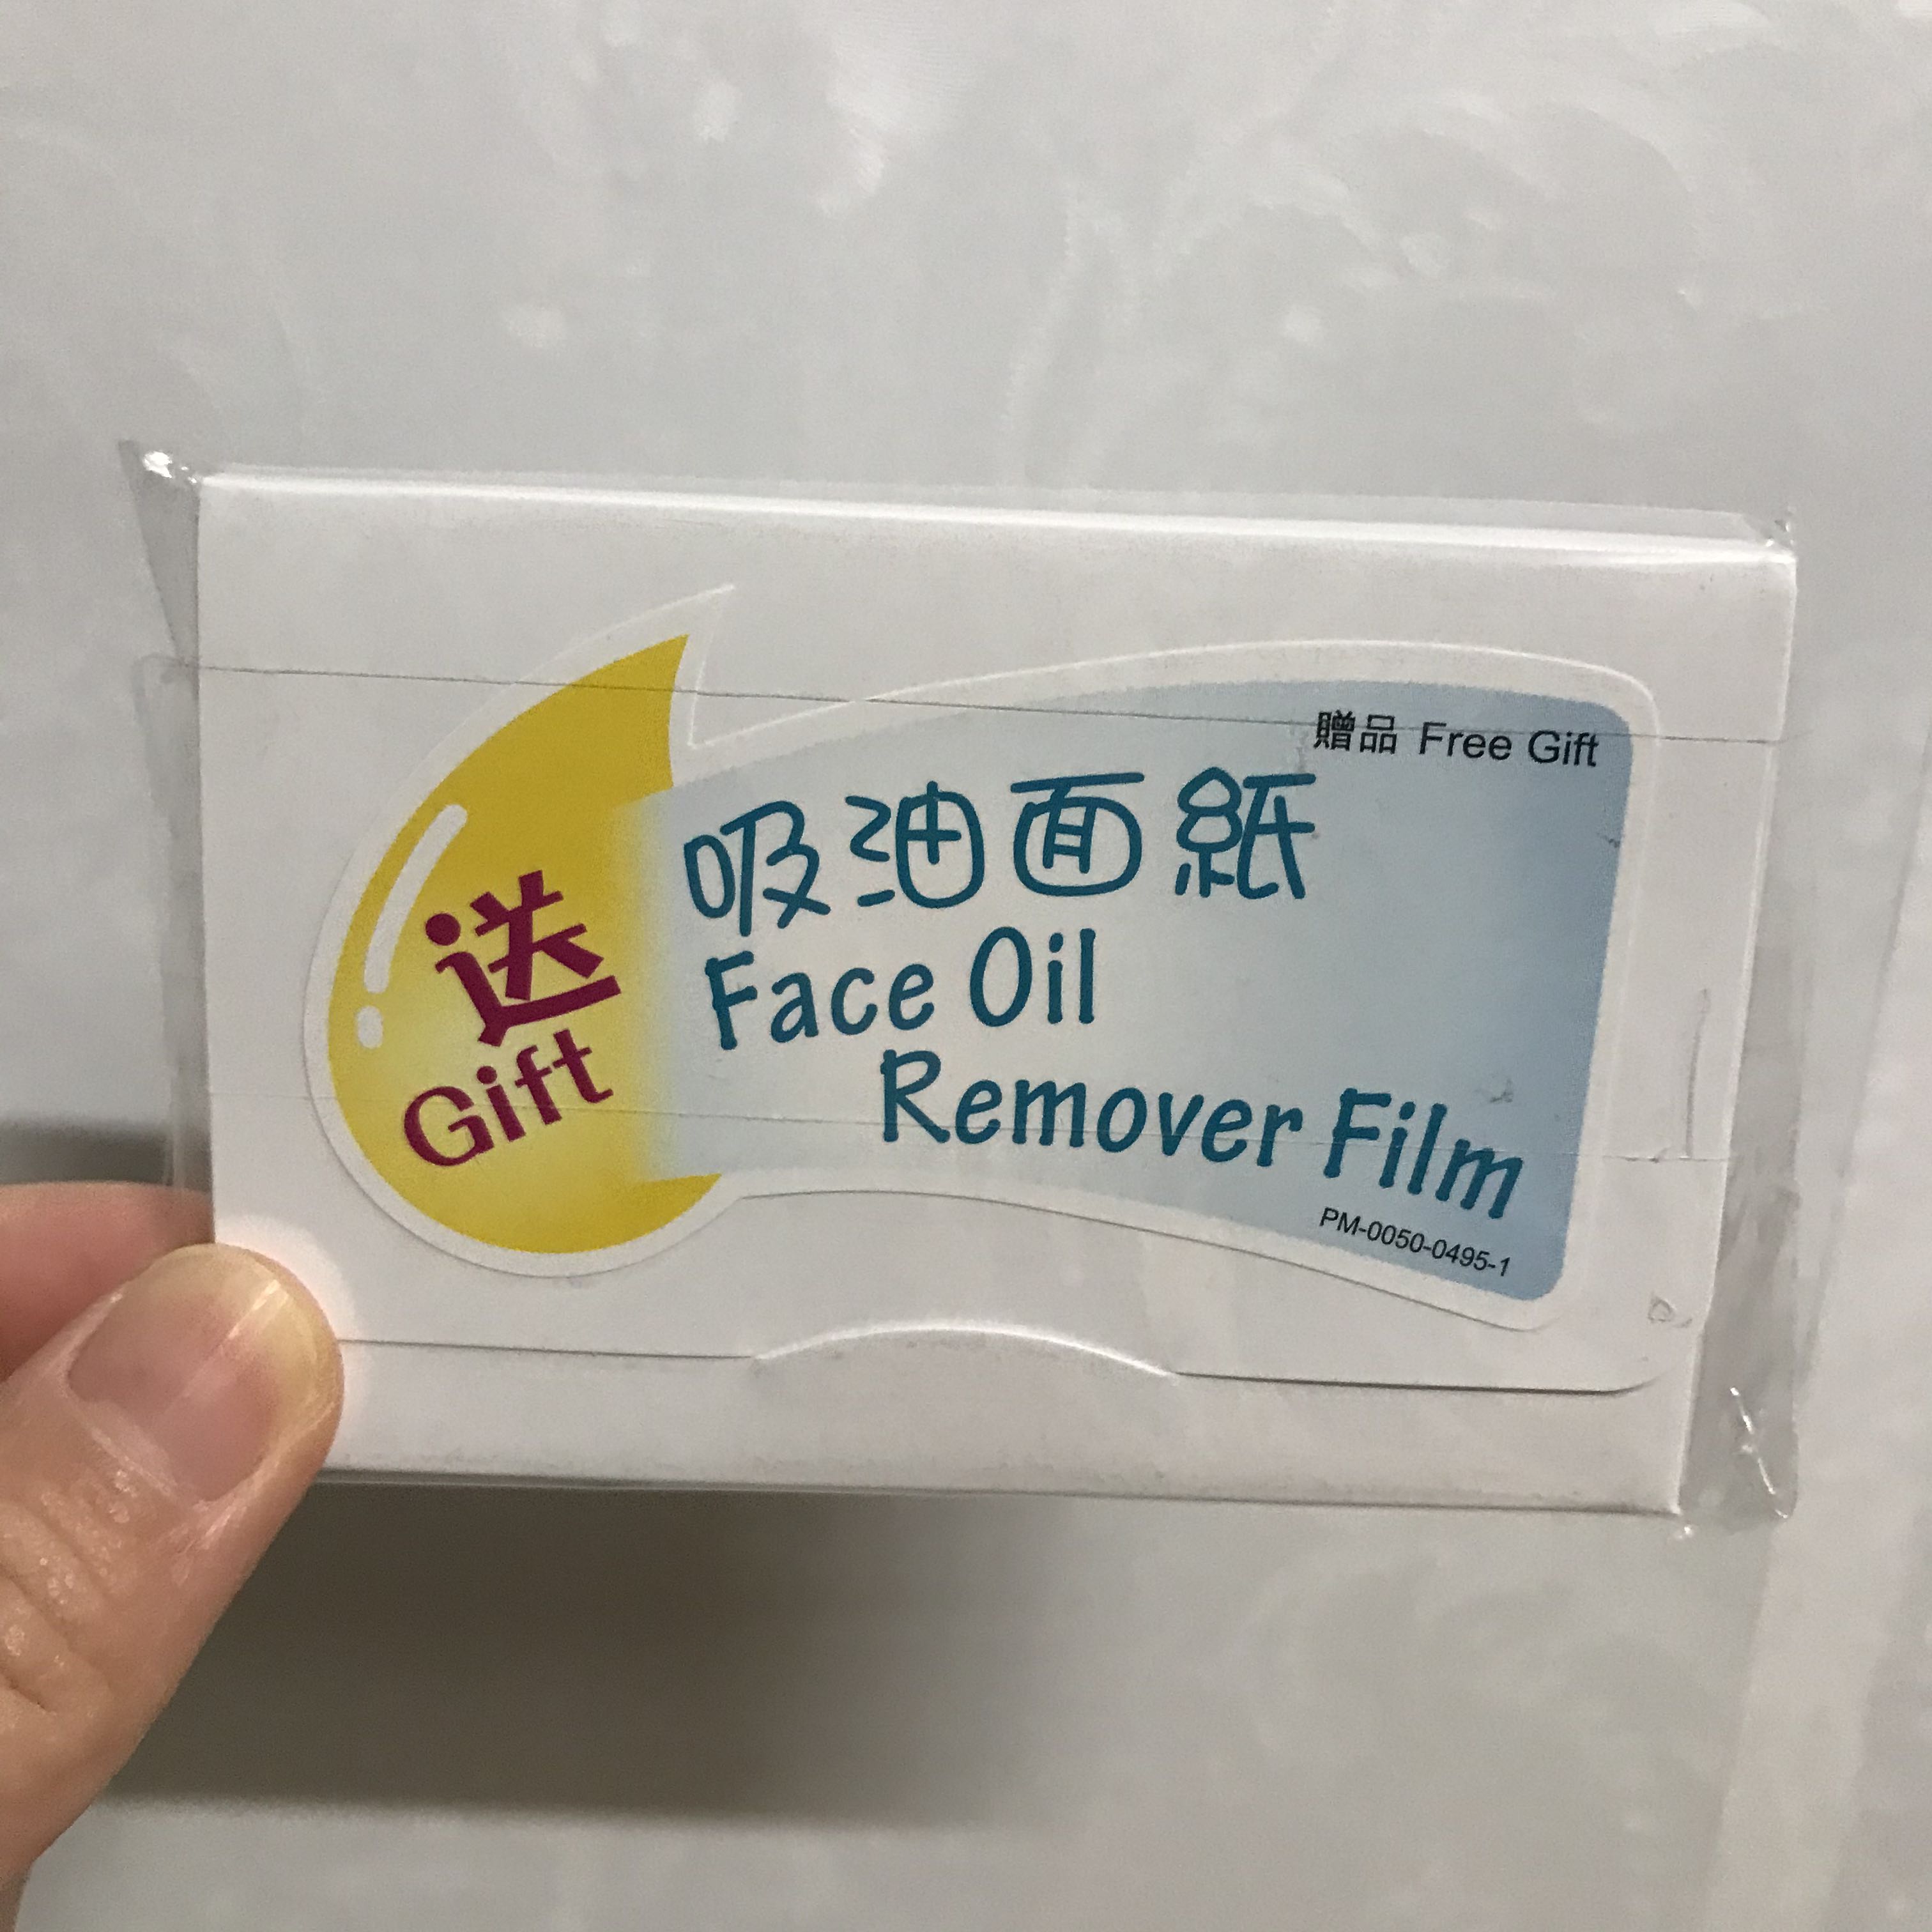 贈品 Free Gift
送
Gift
吸油面紙
Face Oil
Remover Film
PM-0050-0495-1